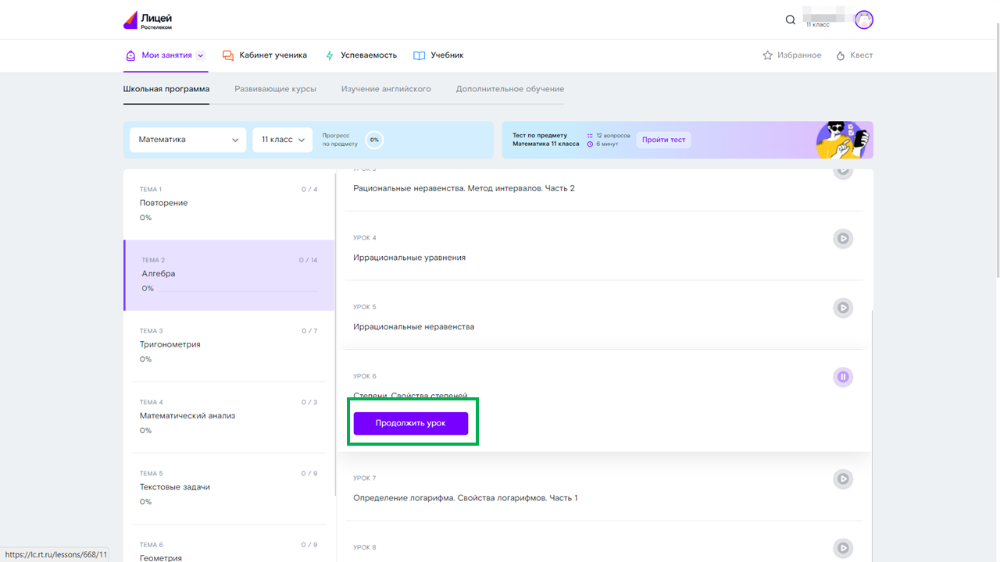 Лицей
Ростелеком
11 класс
Мои занятия
Кабинет ученика
Успеваемость
Учебник
Избранное
Квест
Школьная программа
Развивающие курсы
Изучение английского
Дополнительное обучение
Математика
11 класс
Прогресс
по предмету
0%
Тест по предмету
Математика 11 класса
12 вопросов
6 минут
Пройти тест
ТЕМА 1
0 / 4
Повторение
0%
ТЕМА 2
0 / 14
Алгебра
0%
ТЕМА 3
0 / 7
Тригонометрия
0%
ТЕМА 4
0 / 3
Математический анализ
0%
ТЕМА 5
0 / 9
Текстовые задачи
0%
ТЕМА 6
0 / 9
Геометрия
УРОК 3
Рациональные неравенства. Метод интервалов. Часть 2
УРОК 4
Иррациональные уравнения
УРОК 5
Иррациональные неравенства
УРОК 6
Степени. Свойства степеней
Продолжить урок
УРОК 7
Определение логарифма. Свойства логарифмов. Часть 1
УРОК 8
https://lc.rt.ru/lessons/668/11